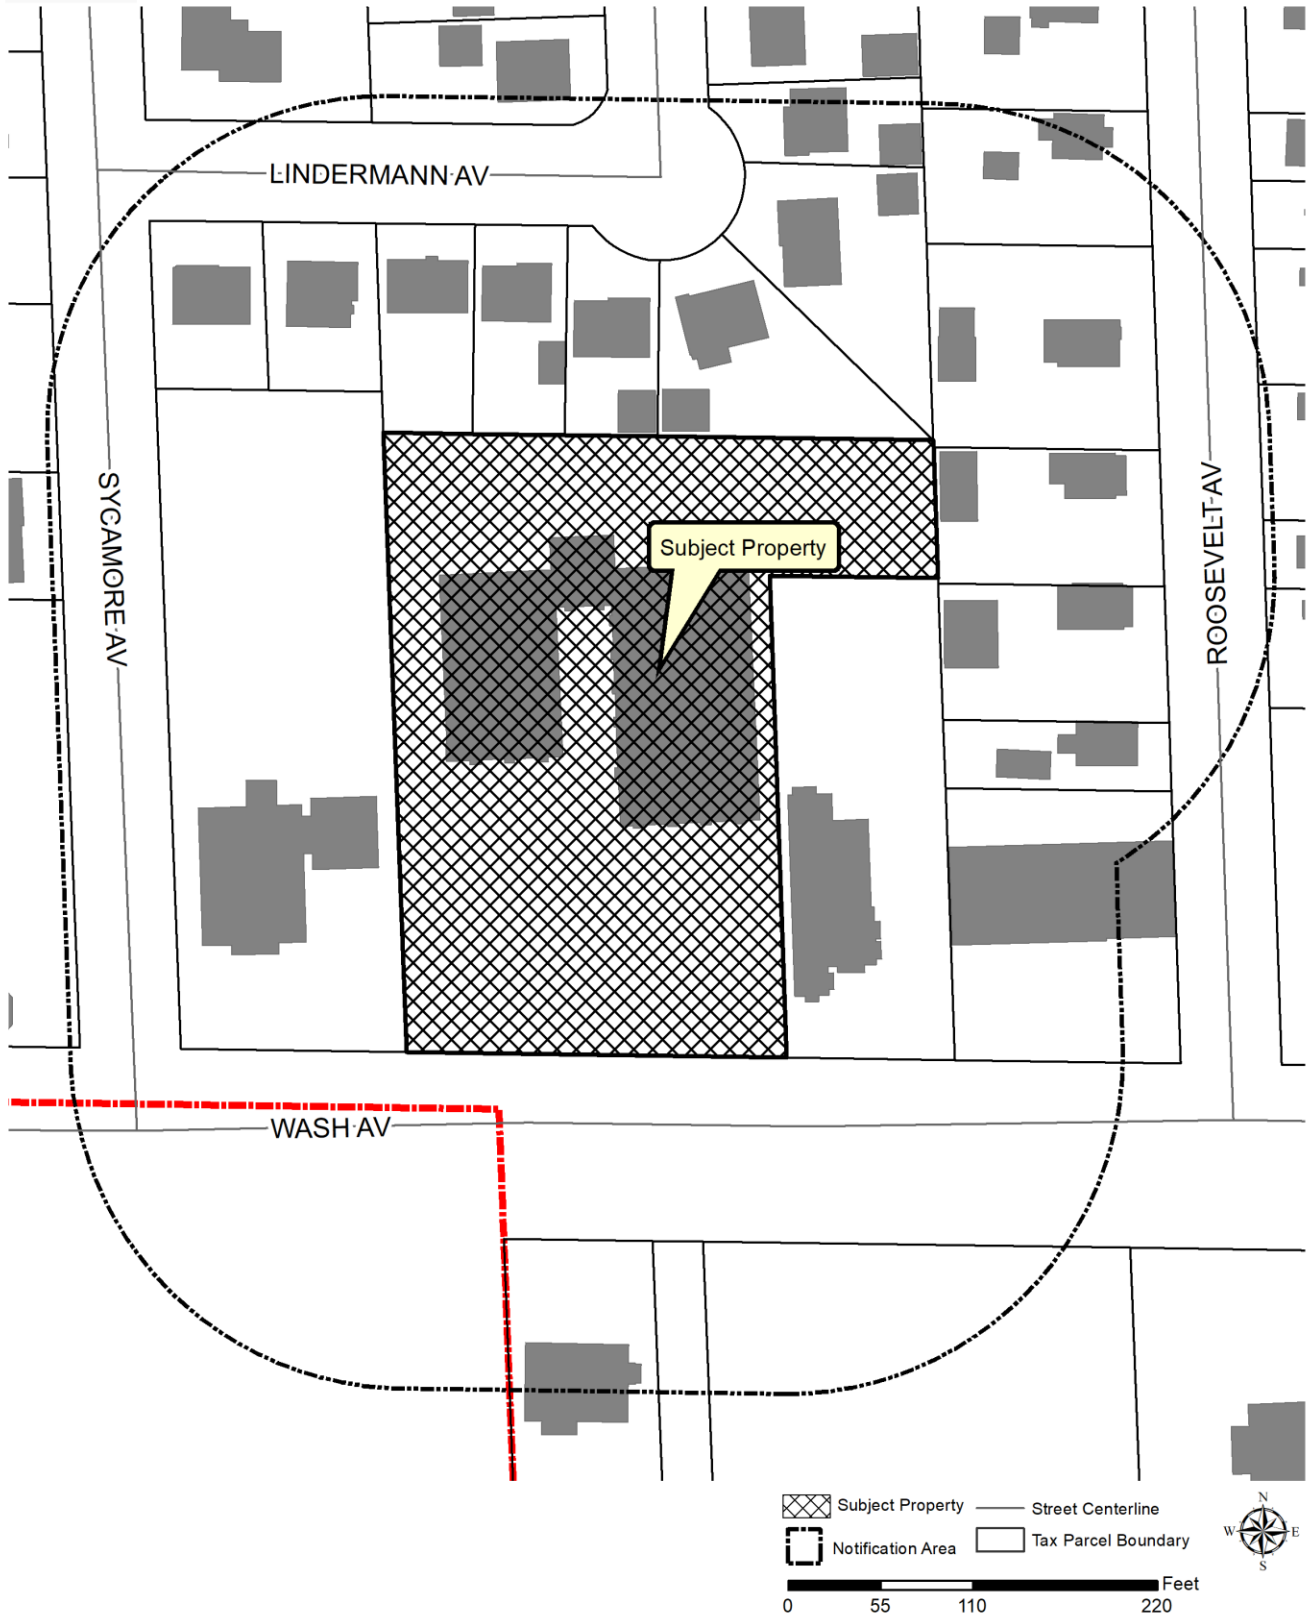 LINDERMANN AV
SYCAMORE AV
ROOSEVELT AV
Subject Property
WASH AV
Subject Property
Street Centerline
Notification Area
Tax Parcel Boundary
N
W
E
S
Feet
0 55 110 220